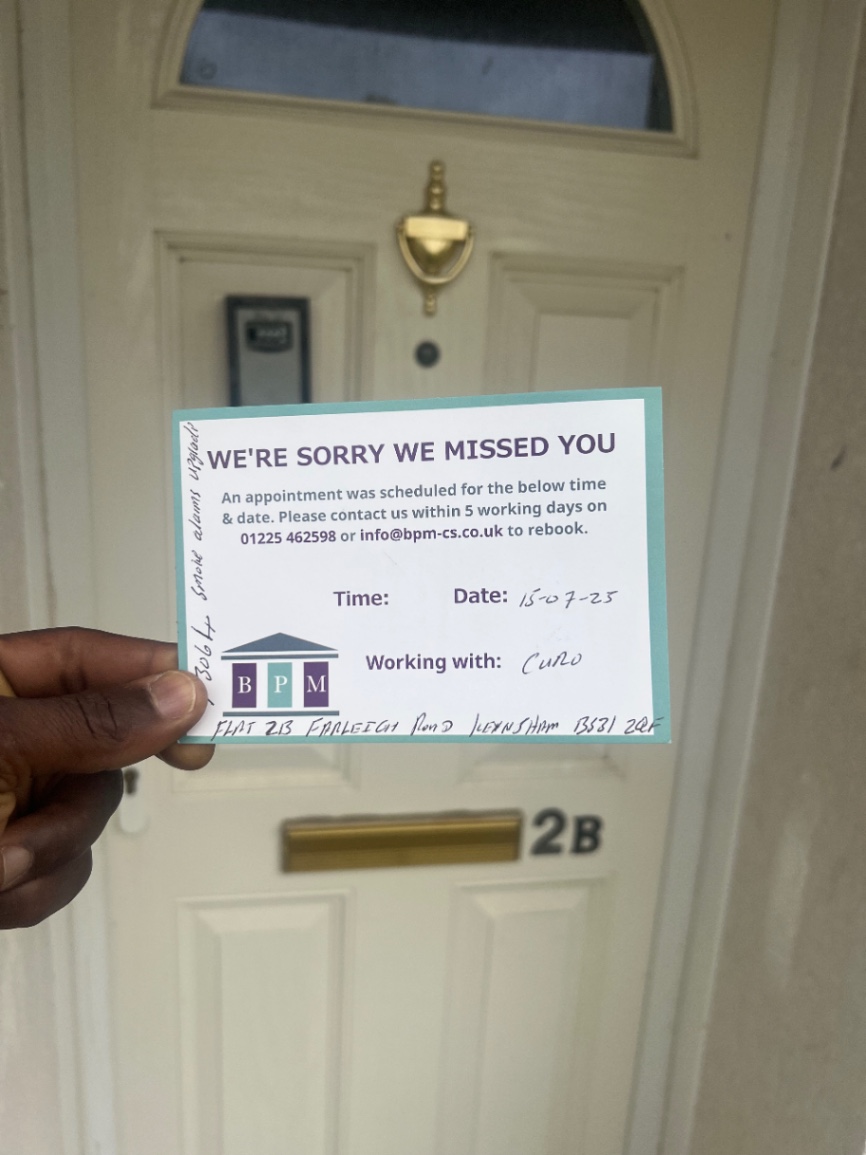 WE'RE SORRY WE MISSED YOU
An appointment was scheduled for the below time
& date. Please contact us within 5 working days on
01225 462598 or info@bpm-cs.co.uk to rebook.
Time: Date: 15-07-25
Working with: CURO
B P M
FLAT 2B FARLEIGH ROAD KEYNSHAM BS31 2QF
3064 smoke alarms
2B